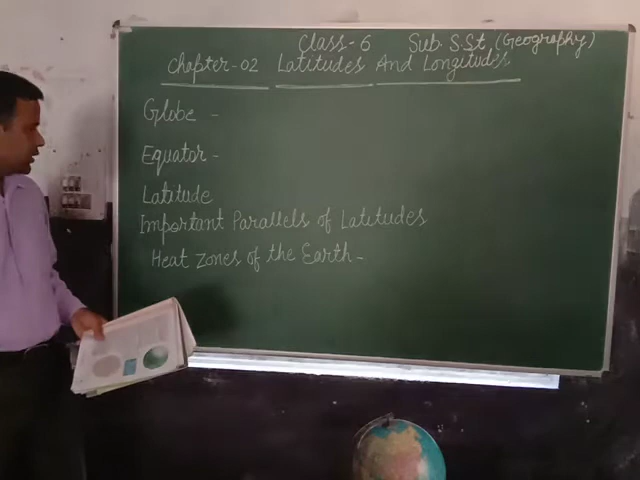 Class-6 Sub. S.St, (Geography)
Chapter-02 Latitudes And Longitudes
Globe -
Equator -
Latitude
Important Parallels of Latitudes
Heat Zones of the Earth -